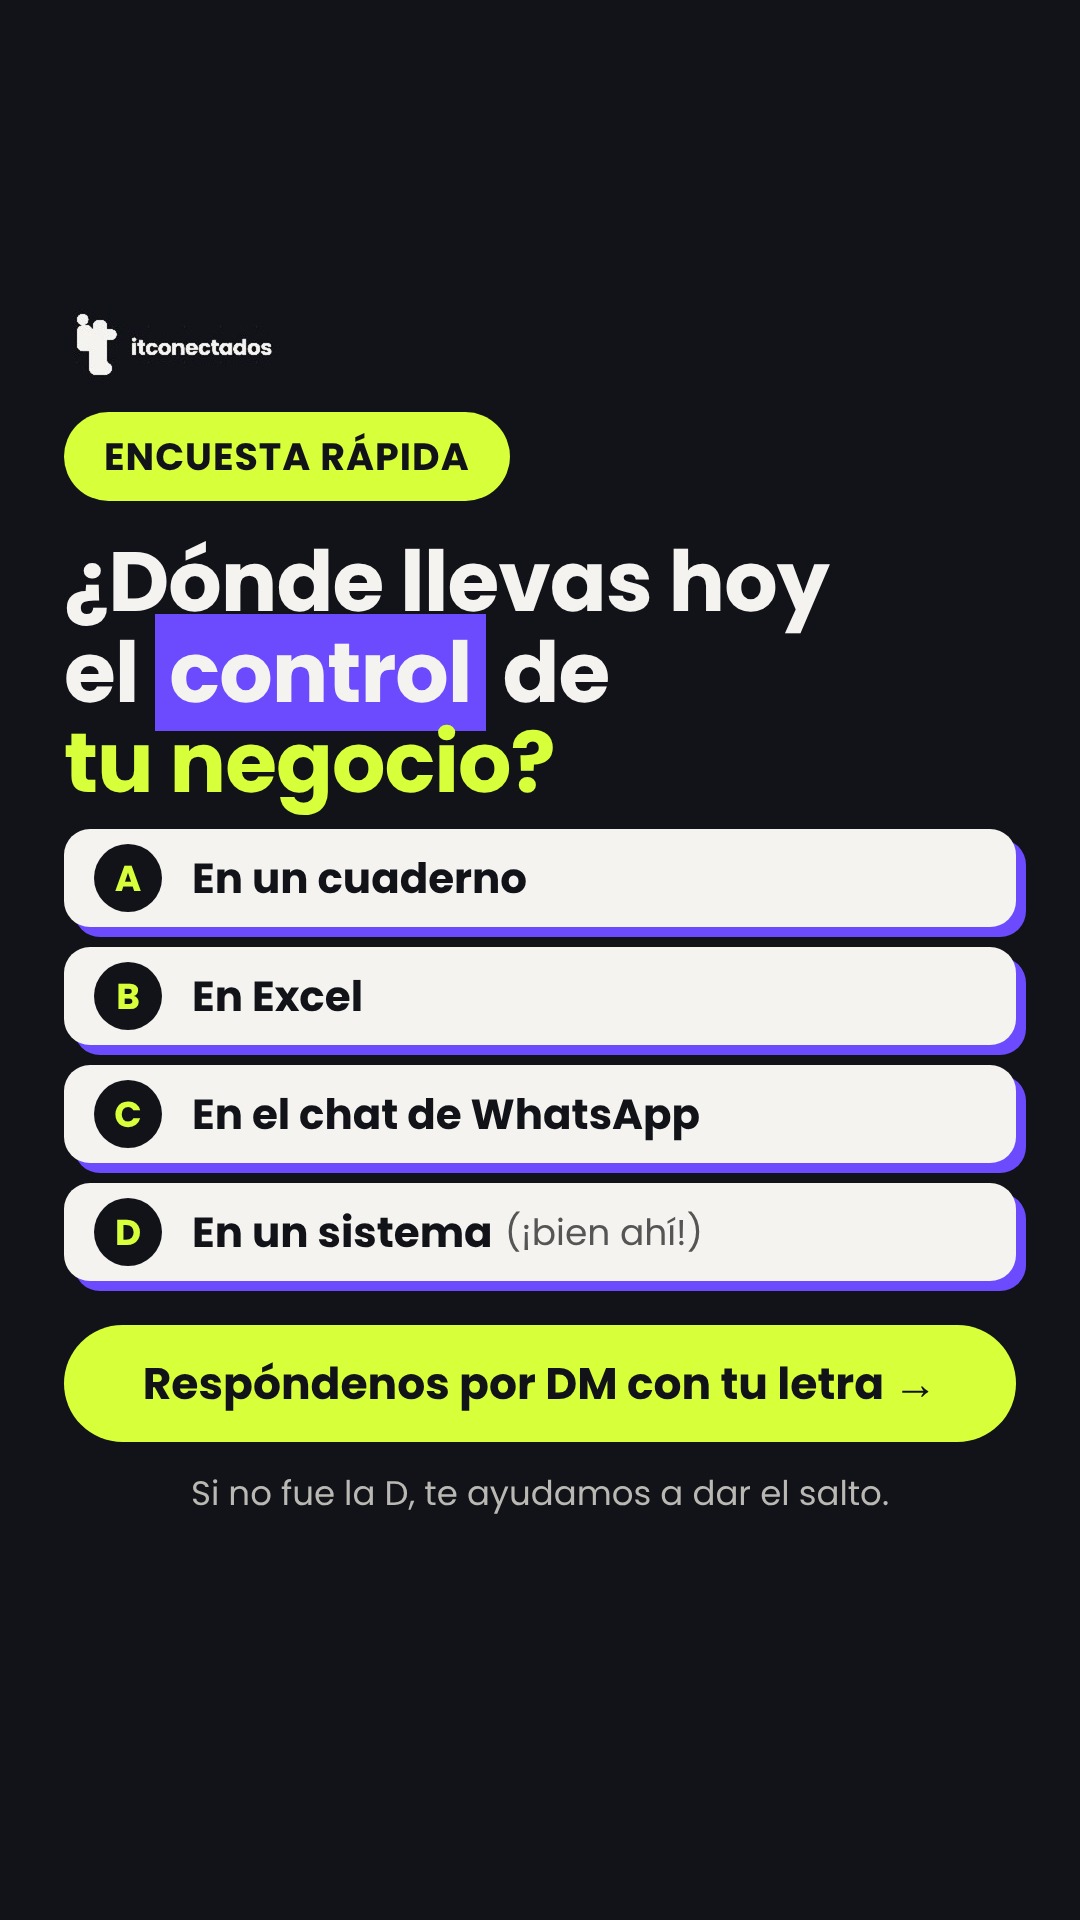 itconectados
ENCUESTA RÁPIDA
¿Dónde llevas hoy
el control de
tu negocio?
A En un cuaderno
B En Excel
C En el chat de WhatsApp
D En un sistema (¡bien ahí!)
Respóndenos por DM con tu letra →
Si no fue la D, te ayudamos a dar el salto.